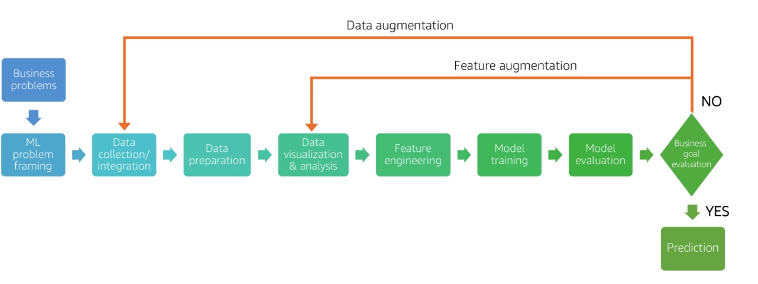 Data augmentation
Feature augmentation
Business
problems
NO
ML
problem
framing
Data
collection/
integration
Data
preparation
Data
visualization
& analysis
Feature
engineering
Model
training
Model
evaluation
Business
goal
evaluation
YES
Prediction